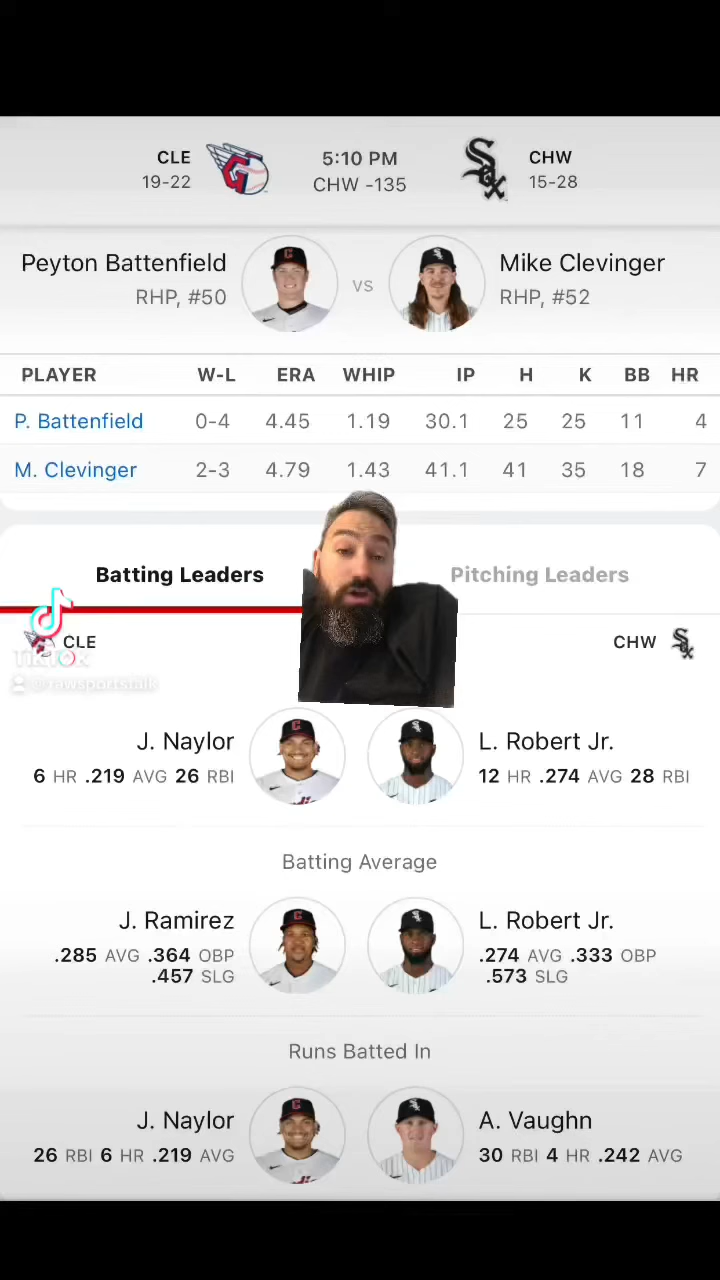 CLE 5:10 PM CHW
19-22 CHW -135 15-28
Peyton Battenfield vs Mike Clevinger
RHP, #50 RHP, #52
PLAYER W-L ERA WHIP IP H K BB HR
P. Battenfield 0-4 4.45 1.19 30.1 25 25 11 4
M. Clevinger 2-3 4.79 1.43 41.1 41 35 18 7
Batting Leaders Pitching Leaders
CLE CHW
TikTok
@rawsportstalk
J. Naylor L. Robert Jr.
6 HR .219 AVG 26 RBI 12 HR .274 AVG 28 RBI
Batting Average
J. Ramirez L. Robert Jr.
.285 AVG .364 OBP .274 AVG .333 OBP
.457 SLG .573 SLG
Runs Batted In
J. Naylor A. Vaughn
26 RBI 6 HR .219 AVG 30 RBI 4 HR .242 AVG